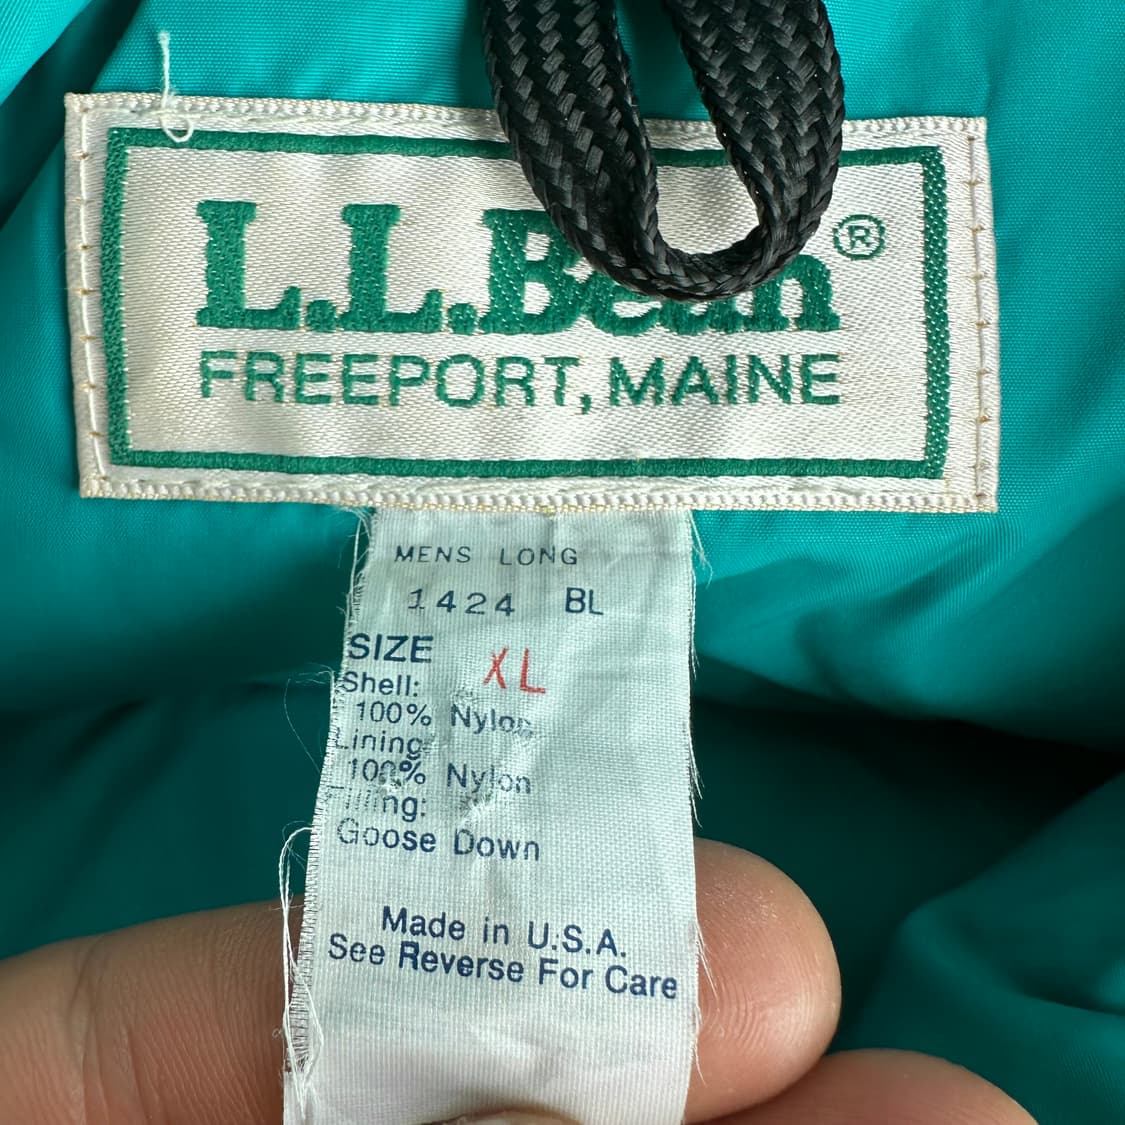 L.L.Bean®
FREEPORT, MAINE
MENS LONG
1424 BL
SIZE XL
Shell:
100% Nylon
Lining:
100% Nylon
Filling:
Goose Down
Made in U.S.A.
See Reverse For Care